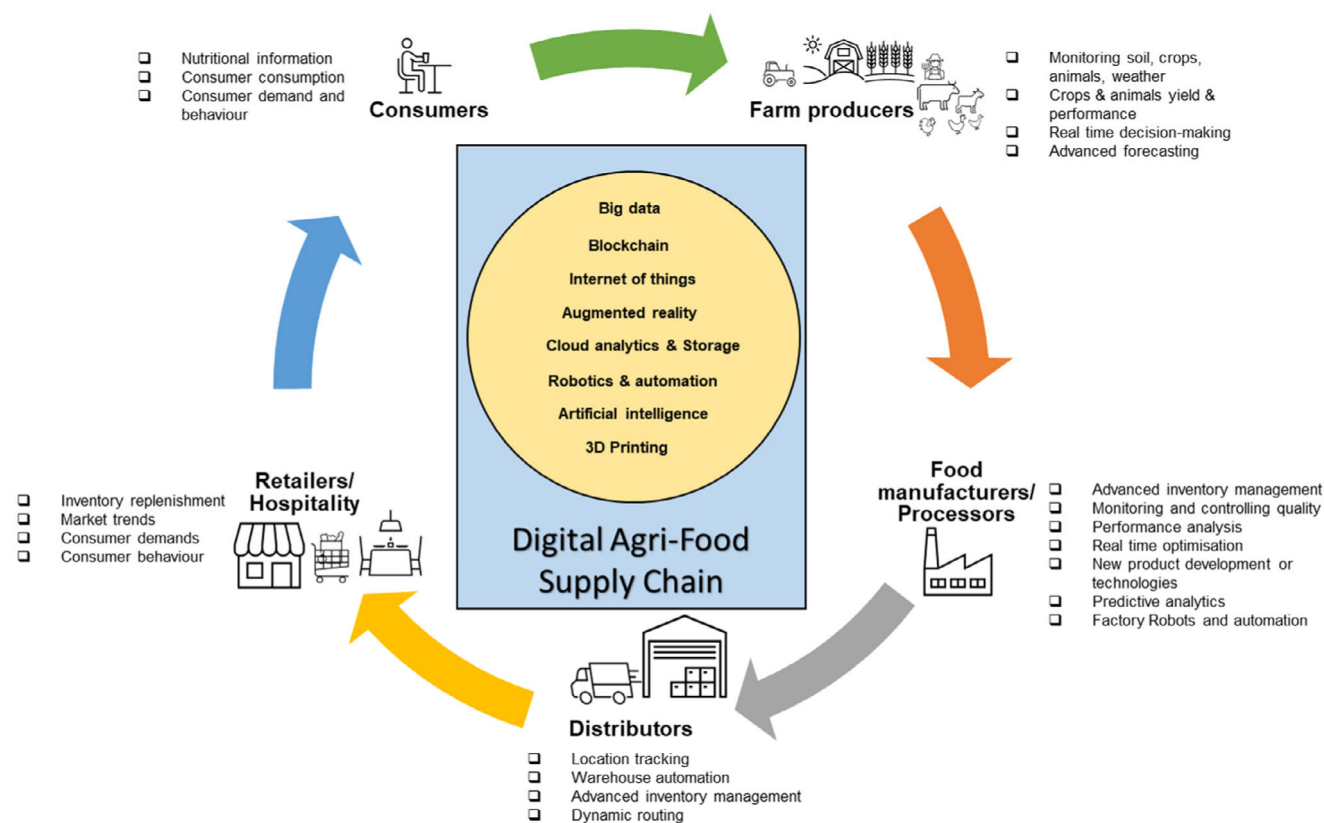 Nutritional information
Consumer consumption
Consumer demand and
behaviour
Consumers
Farm producers
Monitoring soil, crops,
animals, weather
Crops & animals yield &
performance
Real time decision-making
Advanced forecasting
Big data
Blockchain
Internet of things
Augmented reality
Cloud analytics & Storage
Robotics & automation
Artificial intelligence
3D Printing
Digital Agri-Food
Supply Chain
Retailers/
Hospitality
Inventory replenishment
Market trends
Consumer demands
Consumer behaviour
Food
manufacturers/
Processors
Advanced inventory management
Monitoring and controlling quality
Performance analysis
Real time optimisation
New product development or
technologies
Predictive analytics
Factory Robots and automation
Distributors
Location tracking
Warehouse automation
Advanced inventory management
Dynamic routing